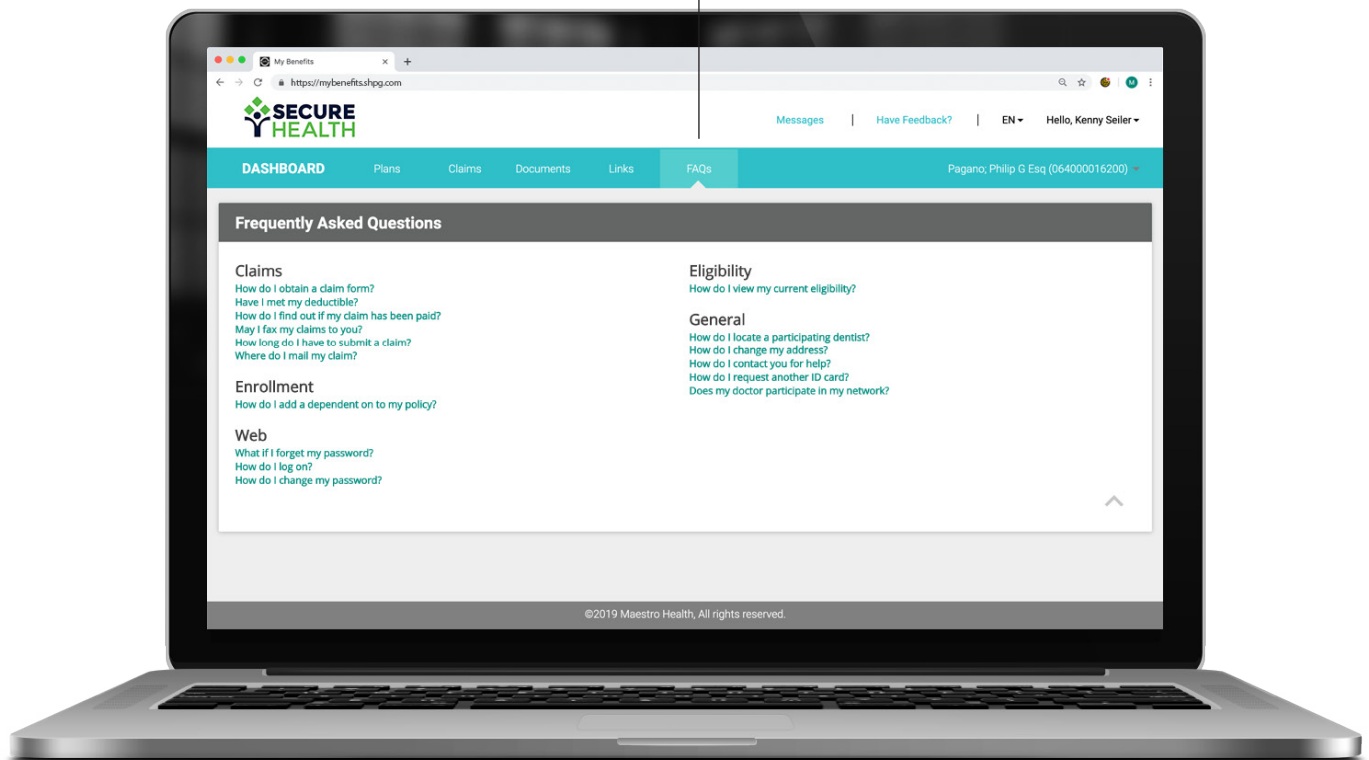 My Benefits
https://mybenefits.shpg.com
M
SECURE
HEALTH
Messages | Have Feedback? | EN Hello, Kenny Seiler
DASHBOARD Plans Claims Documents Links FAQs Pagano; Philip G Esq (064000016200)
Frequently Asked Questions
Claims
How do I obtain a claim form?
Have I met my deductible?
How do I find out if my claim has been paid?
May I fax my claims to you?
How long do I have to submit a claim?
Where do I mail my claim?
Enrollment
How do I add a dependent on to my policy?
Web
What if I forget my password?
How do I log on?
How do I change my password?
Eligibility
How do I view my current eligibility?
General
How do I locate a participating dentist?
How do I change my address?
How do I contact you for help?
How do I request another ID card?
Does my doctor participate in my network?
©2019 Maestro Health, All rights reserved.